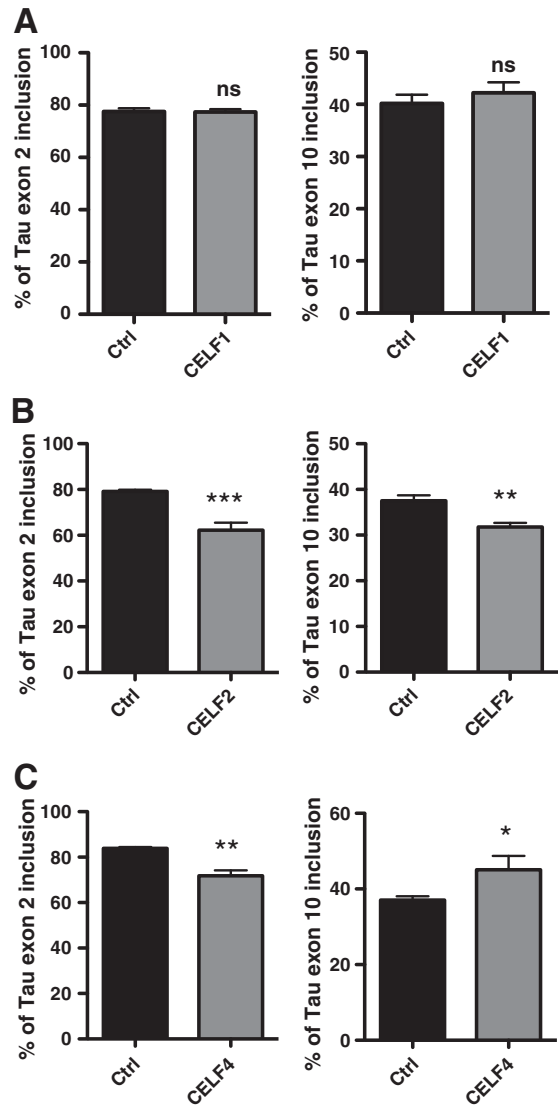 A
% of Tau exon 2 inclusion
100
80
60
40
20
0
ns
Ctrl
CELF1
% of Tau exon 10 inclusion
50
40
30
20
10
0
ns
Ctrl
CELF1
B
% of Tau exon 2 inclusion
100
80
60
40
20
0
***
Ctrl
CELF2
% of Tau exon 10 inclusion
50
40
30
20
10
0
**
Ctrl
CELF2
C
% of Tau exon 2 inclusion
100
80
60
40
20
0
**
Ctrl
CELF4
% of Tau exon 10 inclusion
60
40
20
0
*
Ctrl
CELF4